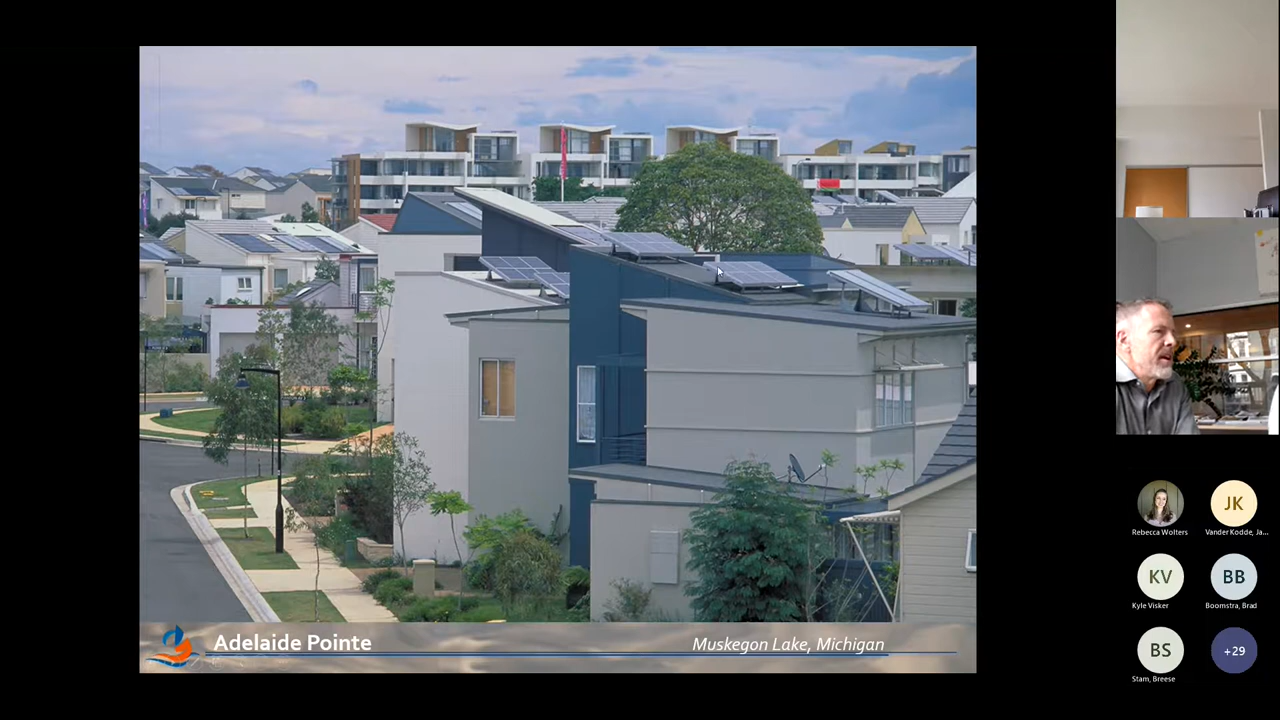 Adelaide Pointe
Muskegon Lake, Michigan
Rebecca Wolters
JK
Vander Kodde, Ja...
KV
Kyle Visker
BB
Boomstra, Brad
BS
Stam, Breese
+29